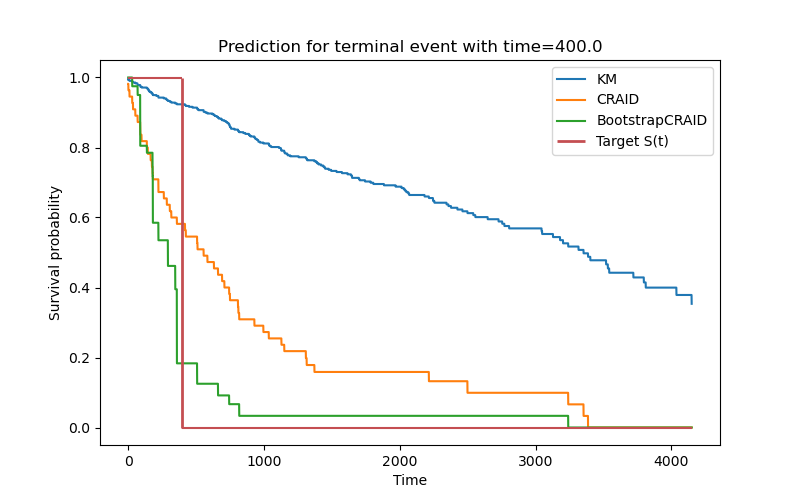 Prediction for terminal event with time=400.0
KM
CRAID
BootstrapCRAID
Target S(t)
Survival probability
1.0
0.8
0.6
0.4
0.2
0.0
0
1000
2000
3000
4000
Time